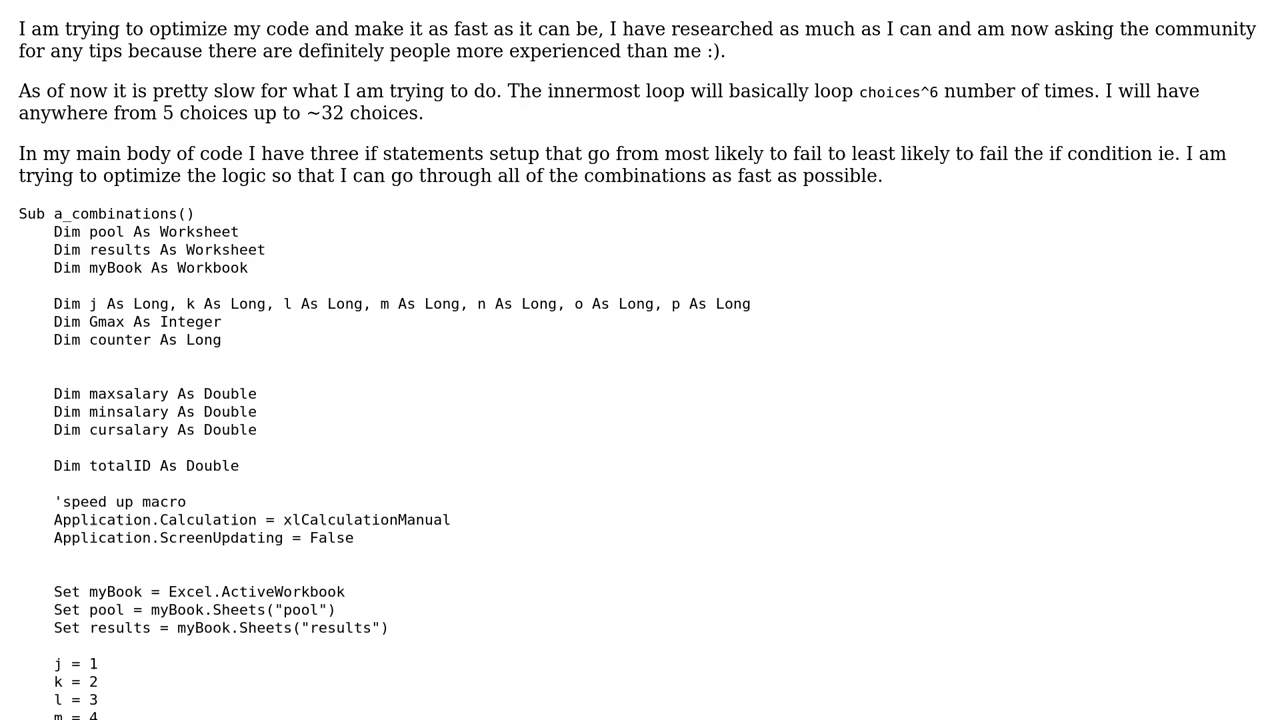 I am trying to optimize my code and make it as fast as it can be, I have researched as much as I can and am now asking the community
for any tips because there are definitely people more experienced than me :).
As of now it is pretty slow for what I am trying to do. The innermost loop will basically loop choices^6 number of times. I will have
anywhere from 5 choices up to ~32 choices.
In my main body of code I have three if statements setup that go from most likely to fail to least likely to fail the if condition ie. I am
trying to optimize the logic so that I can go through all of the combinations as fast as possible.
Sub a_combinations()
    Dim pool As Worksheet
    Dim results As Worksheet
    Dim myBook As Workbook
    Dim j As Long, k As Long, l As Long, m As Long, n As Long, o As Long, p As Long
    Dim Gmax As Integer
    Dim counter As Long
    Dim maxsalary As Double
    Dim minsalary As Double
    Dim cursalary As Double
    Dim totalID As Double
    'speed up macro
    Application.Calculation = xlCalculationManual
    Application.ScreenUpdating = False
    Set myBook = Excel.ActiveWorkbook
    Set pool = myBook.Sheets("pool")
    Set results = myBook.Sheets("results")
    j = 1
    k = 2
    l = 3
    m = 4